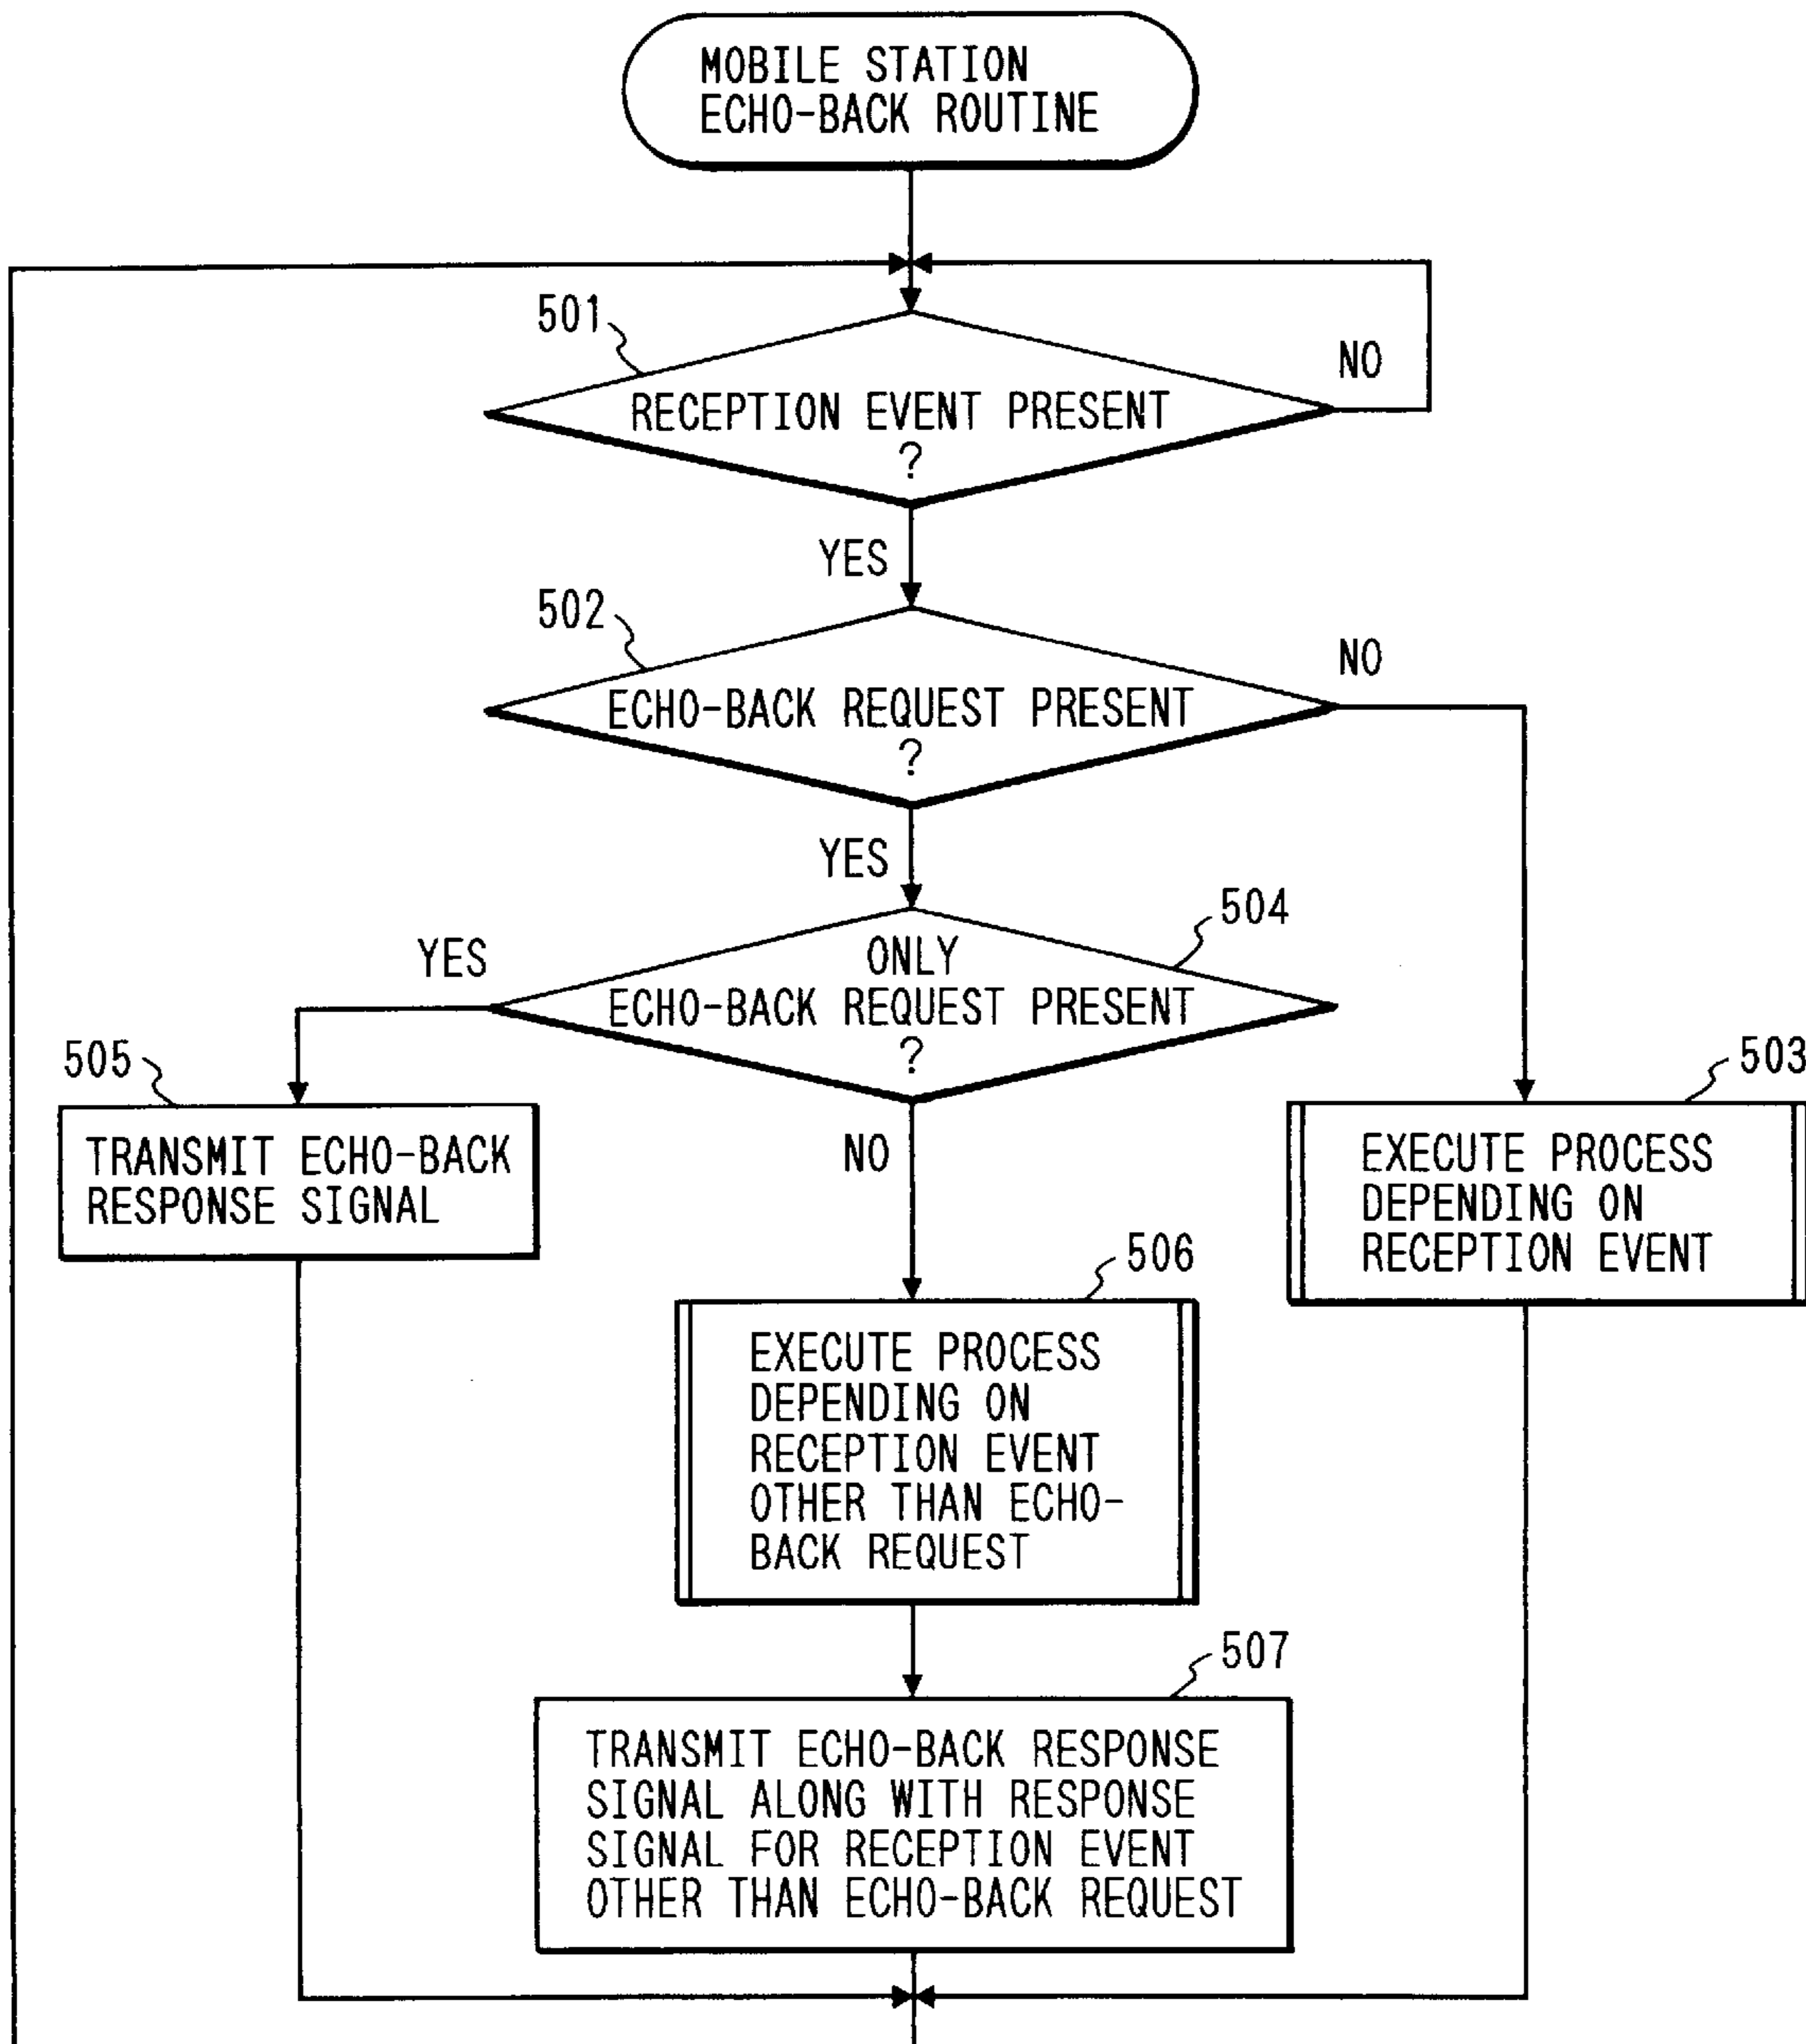 MOBILE STATION
ECHO-BACK ROUTINE
501
NO
RECEPTION EVENT PRESENT
?
YES
502
NO
ECHO-BACK REQUEST PRESENT
?
YES
504
YES
ONLY
ECHO-BACK REQUEST PRESENT
?
505
503
TRANSMIT ECHO-BACK
RESPONSE SIGNAL
NO
EXECUTE PROCESS
DEPENDING ON
RECEPTION EVENT
506
EXECUTE PROCESS
DEPENDING ON
RECEPTION EVENT
OTHER THAN ECHO-
BACK REQUEST
507
TRANSMIT ECHO-BACK RESPONSE
SIGNAL ALONG WITH RESPONSE
SIGNAL FOR RECEPTION EVENT
OTHER THAN ECHO-BACK REQUEST